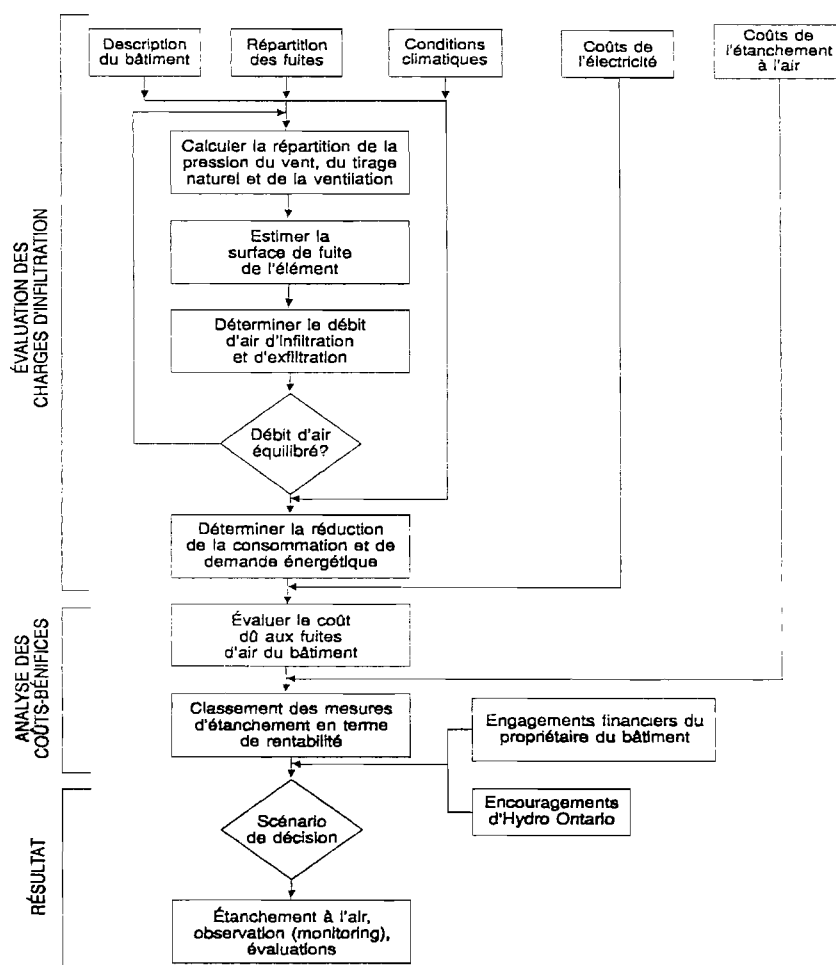 Description
du bâtiment
Répartition
des fuites
Conditions
climatiques
Coûts de
l'électricité
Coûts de
l'étanchement
à l'air
ÉVALUATION DES
CHARGES D'INFILTRATION
Calculer la répartition de la
pression du vent, du tirage
naturel et de la ventilation
Estimer la
surface de fuite
de l'élément
Déterminer le débit
d'air d'infiltration
et d'exfiltration
Débit d'air
équilibré?
Déterminer la réduction
de la consommation et de
demande énergétique
ANALYSE DES
COÛTS-BÉNIFICES
Évaluer le coût
dû aux fuites
d'air du bâtiment
Classement des mesures
d'étanchement en terme
de rentabilité
Engagements financiers du
propriétaire du bâtiment
Encouragements
d'Hydro Ontario
RÉSULTAT
Scénario
de décision
Étanchement à l'air,
observation (monitoring),
évaluations